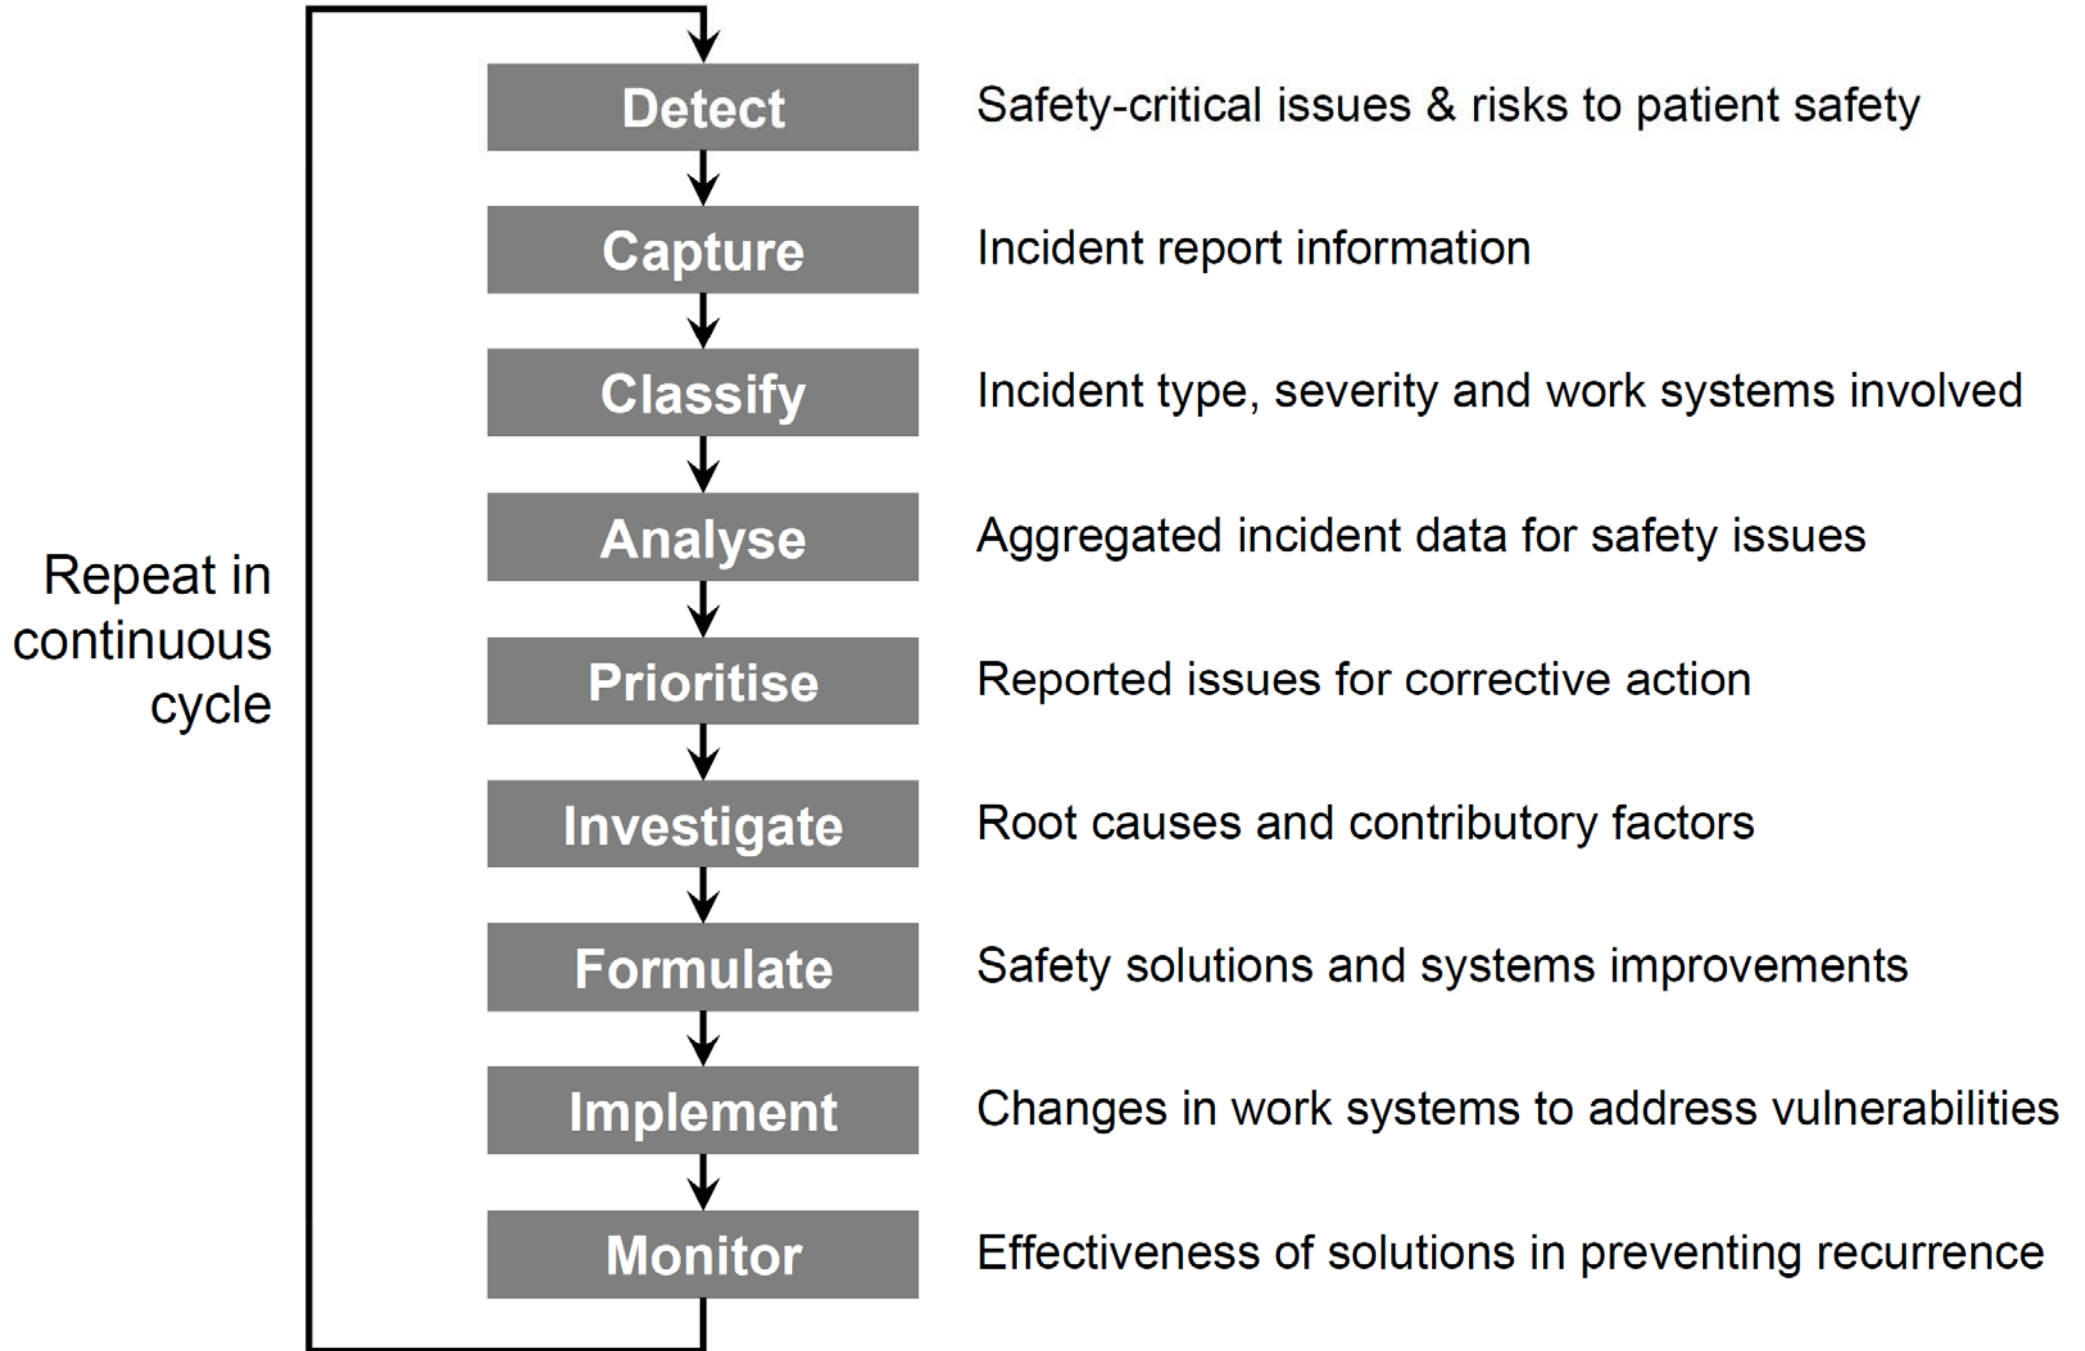 Detect
Safety-critical issues & risks to patient safety
Capture
Incident report information
Classify
Incident type, severity and work systems involved
Analyse
Aggregated incident data for safety issues
Prioritise
Reported issues for corrective action
Investigate
Root causes and contributory factors
Formulate
Safety solutions and systems improvements
Implement
Changes in work systems to address vulnerabilities
Monitor
Effectiveness of solutions in preventing recurrence
Repeat in
continuous
cycle